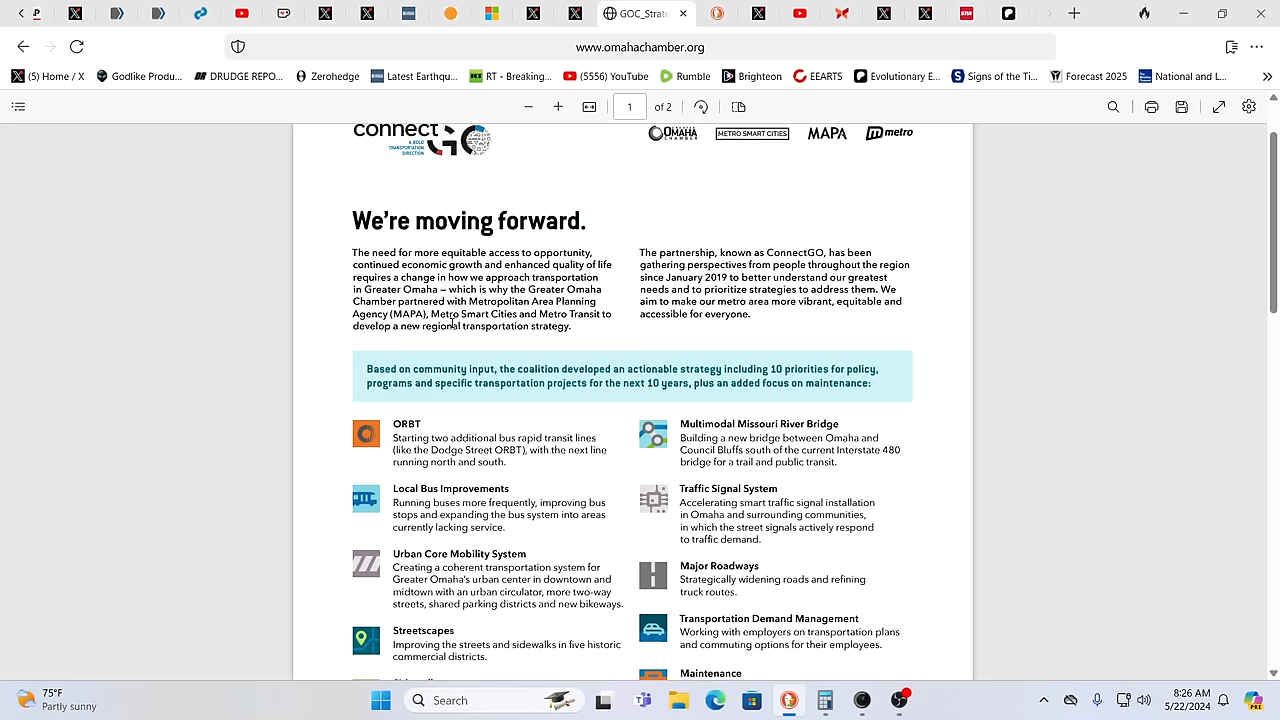 GOC_Strate
www.omahachamber.org
(5) Home / X
Godlike Produ...
DRUDGE REPO...
Zerohedge
Latest Earthqu...
RT - Breaking...
(5556) YouTube
Rumble
Brighteon
EEARTS
Evolutionary E...
Signs of the Ti...
Forecast 2025
National and L...
1 of 2
connect GO
A BOLD
TRANSPORTATION
DIRECTION
OMAHA
CHAMBER
METRO SMART CITIES
MAPA
metro
We're moving forward.
The need for more equitable access to opportunity,
continued economic growth and enhanced quality of life
requires a change in how we approach transportation
in Greater Omaha – which is why the Greater Omaha
Chamber partnered with Metropolitan Area Planning
Agency (MAPA), Metro Smart Cities and Metro Transit to
develop a new regional transportation strategy.
The partnership, known as ConnectGO, has been
gathering perspectives from people throughout the region
since January 2019 to better understand our greatest
needs and to prioritize strategies to address them. We
aim to make our metro area more vibrant, equitable and
accessible for everyone.
Based on community input, the coalition developed an actionable strategy including 10 priorities for policy,
programs and specific transportation projects for the next 10 years, plus an added focus on maintenance:
ORBT
Starting two additional bus rapid transit lines
(like the Dodge Street ORBT), with the next line
running north and south.
Local Bus Improvements
Running buses more frequently, improving bus
stops and expanding the bus system into areas
currently lacking service.
Urban Core Mobility System
Creating a coherent transportation system for
Greater Omaha's urban center in downtown and
midtown with an urban circulator, more two-way
streets, shared parking districts and new bikeways.
Streetscapes
Improving the streets and sidewalks in five historic
commercial districts.
Multimodal Missouri River Bridge
Building a new bridge between Omaha and
Council Bluffs south of the current Interstate 480
bridge for a trail and public transit.
Traffic Signal System
Accelerating smart traffic signal installation
in Omaha and surrounding communities,
in which the street signals actively respond
to traffic demand.
Major Roadways
Strategically widening roads and refining
truck routes.
Transportation Demand Management
Working with employers on transportation plans
and commuting options for their employees.
Maintenance
75°F
Partly sunny
Search
8:26 AM
5/22/2024